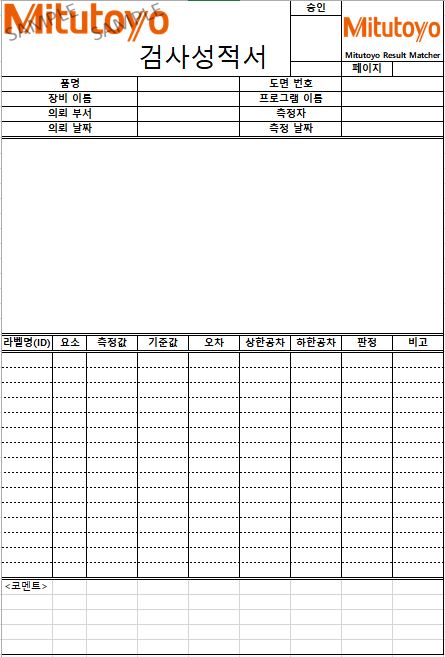 Mitutoyo
SAMPLE SAMPLE
승인
Mitutoyo
검사성적서
Mitutoyo Result Matcher
페이지
품명 도면 번호
장비 이름 프로그램 이름
의뢰 부서 측정자
의뢰 날짜 측정 날짜
라벨명(ID) 요소 측정값 기준값 오차 상한공차 하한공차 판정 비고
<코멘트>